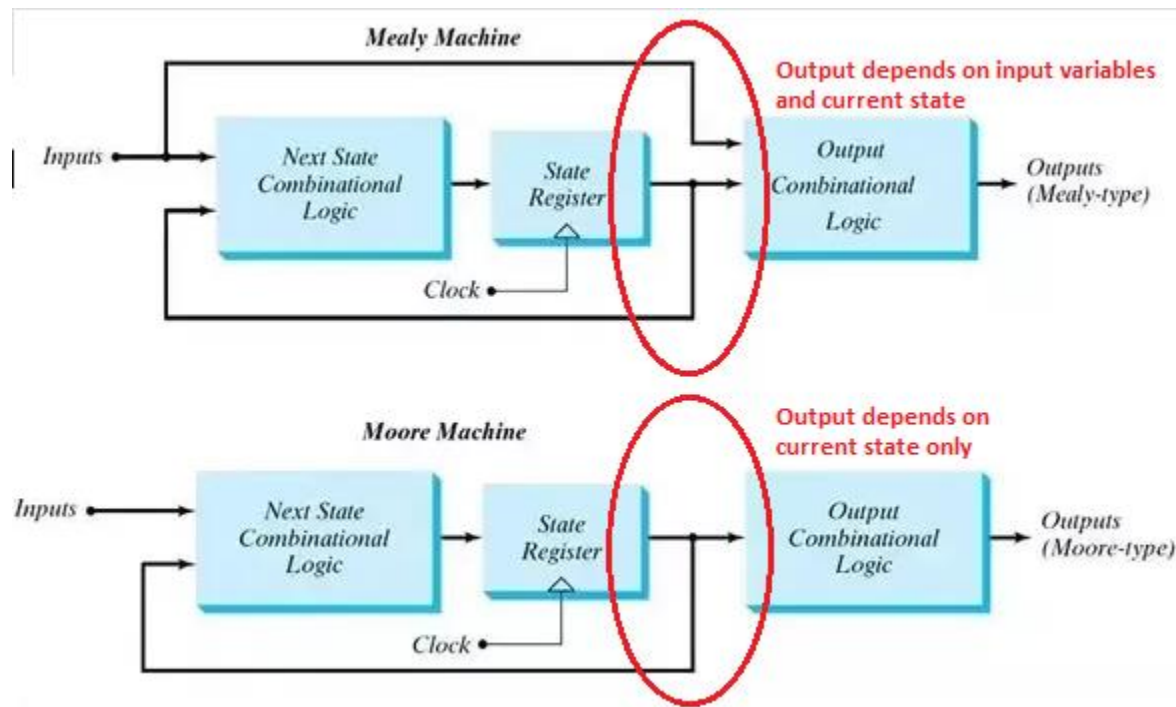 Mealy Machine
Output depends on input variables
and current state
Inputs
Next State
Combinational
Logic
State
Register
Output
Combinational
Logic
Outputs
(Mealy-type)
Clock
Moore Machine
Output depends on
current state only
Inputs
Next State
Combinational
Logic
State
Register
Output
Combinational
Logic
Outputs
(Moore-type)
Clock